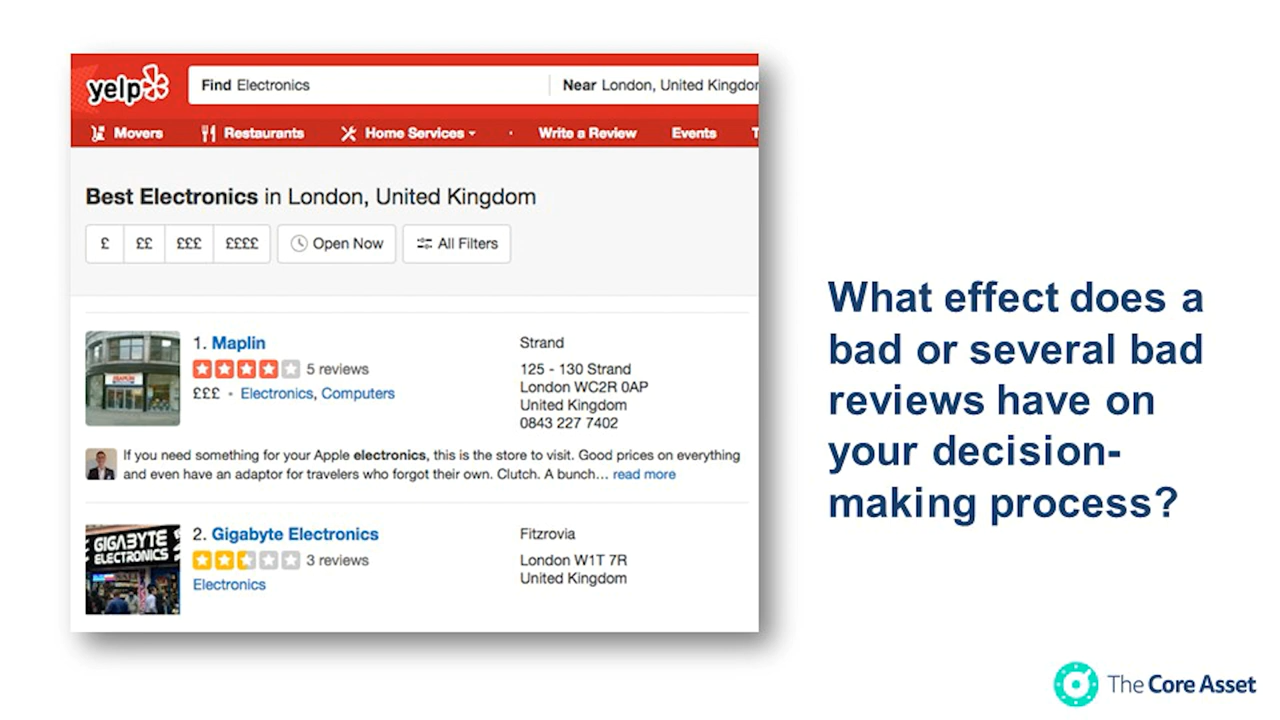 yelp
Find Electronics
Near London, United Kingdom
Movers
Restaurants
Home Services
Write a Review
Events
T
Best Electronics in London, United Kingdom
£
££
£££
££££
Open Now
All Filters
1. Maplin
5 reviews
£££ • Electronics, Computers
Strand
125 - 130 Strand
London WC2R 0AP
United Kingdom
0843 227 7402
If you need something for your Apple electronics, this is the store to visit. Good prices on everything
and even have an adaptor for travelers who forgot their own. Clutch. A bunch... read more
GIGABYTE
ELECTRONICS
2. Gigabyte Electronics
3 reviews
Electronics
Fitzrovia
London W1T 7R
United Kingdom
What effect does a
bad or several bad
reviews have on
your decision-
making process?
The Core Asset